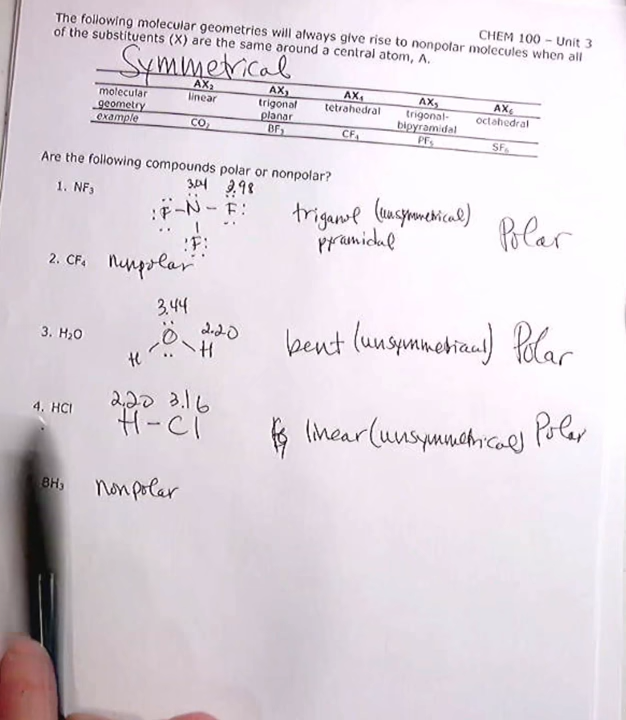 CHEM 100 – Unit 3
The following molecular geometries will always give rise to nonpolar molecules when all
of the substituents (X) are the same around a central atom, A.
Symmetrical
AX₂ AX₃ AX₄ AX₅ AX₆
molecular geometry linear trigonal planar tetrahedral trigonal-bipyramidal octahedral
example CO₂ BF₃ CF₄ PF₅ SF₆
Are the following compounds polar or nonpolar?
3.04 2.98
1. NF₃ :F-N-F: triganol (unsymmetrical) Polar
:F: pyramidal
2. CF₄ nonpolar
3.44
3. H₂O O 2.20 bent (unsymmetrical) Polar
H H
2.20 3.16
4. HCl H-Cl linear (unsymmetrical) Polar
BH₃ nonpolar